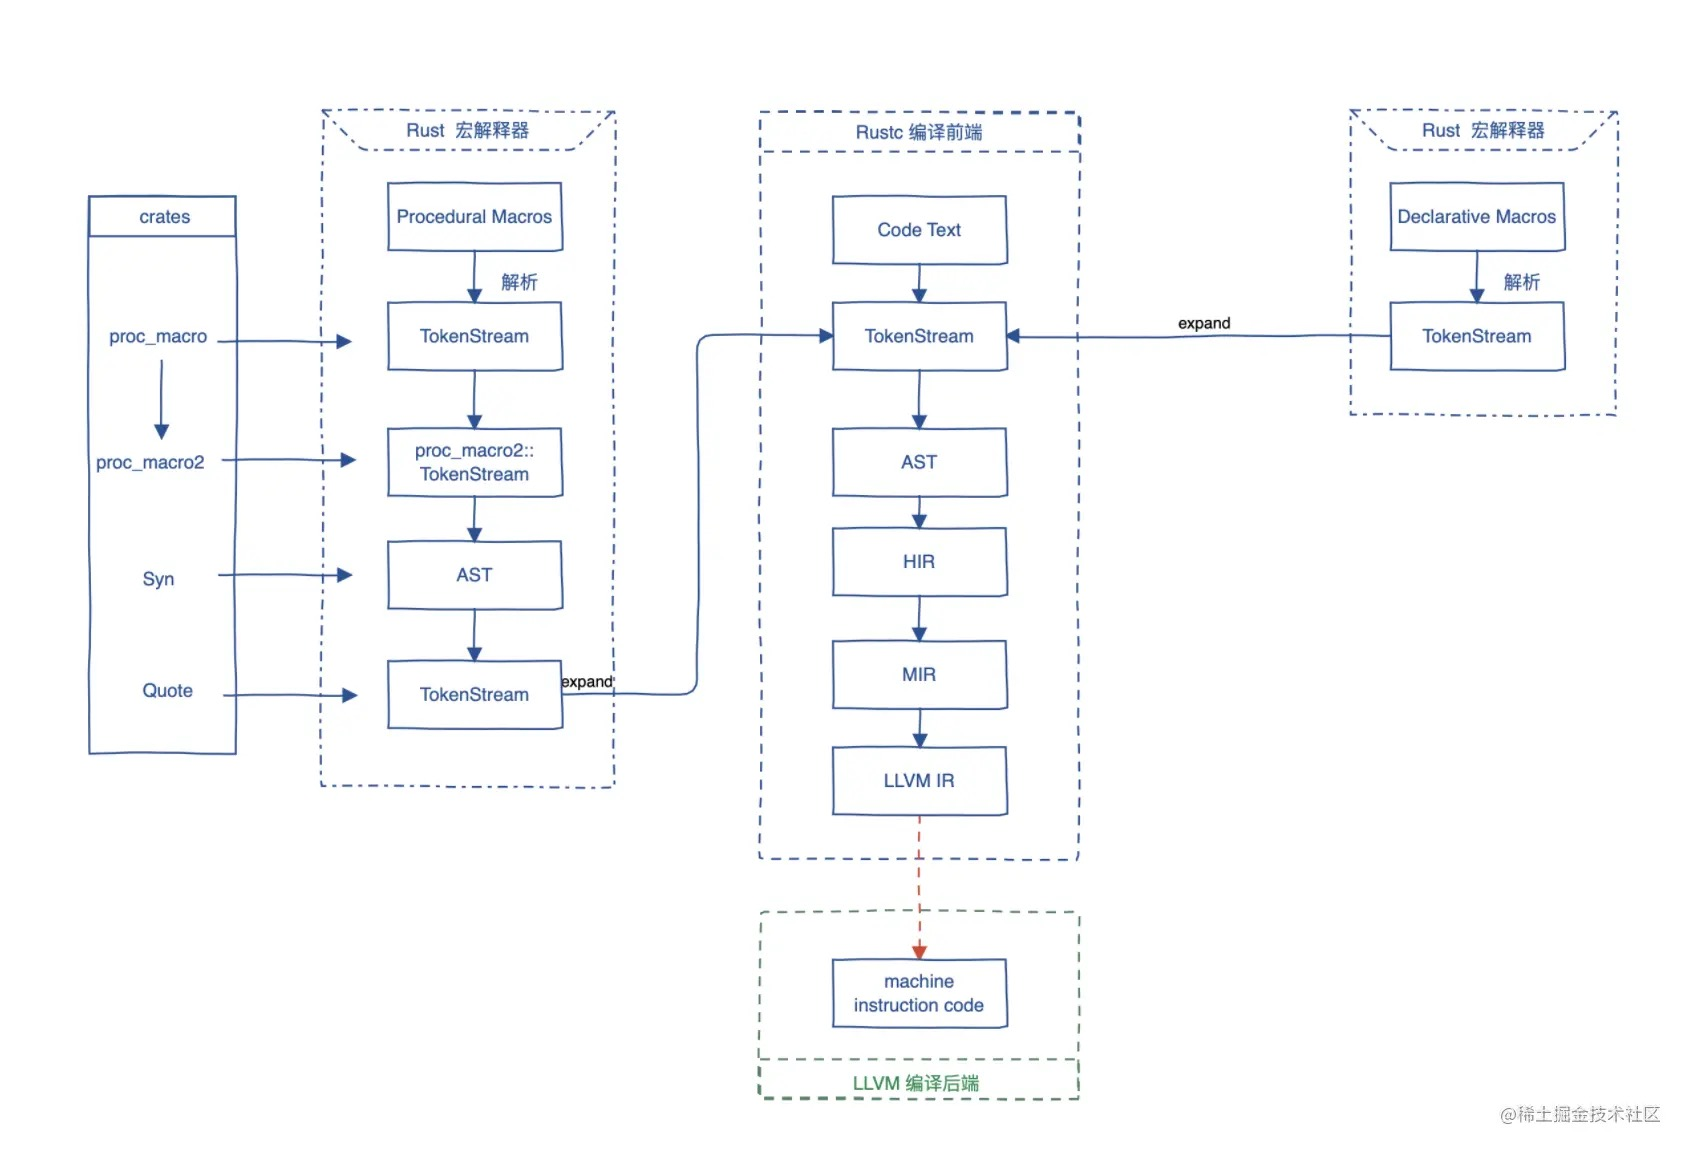 crates
proc_macro
proc_macro2
Syn
Quote
Rust 宏解释器
Procedural Macros
解析
TokenStream
proc_macro2::
TokenStream
AST
TokenStream
expand
Rustc 编译前端
Code Text
TokenStream
AST
HIR
MIR
LLVM IR
machine
instruction code
LLVM 编译后端
Rust 宏解释器
Declarative Macros
解析
TokenStream
expand
@稀土掘金技术社区